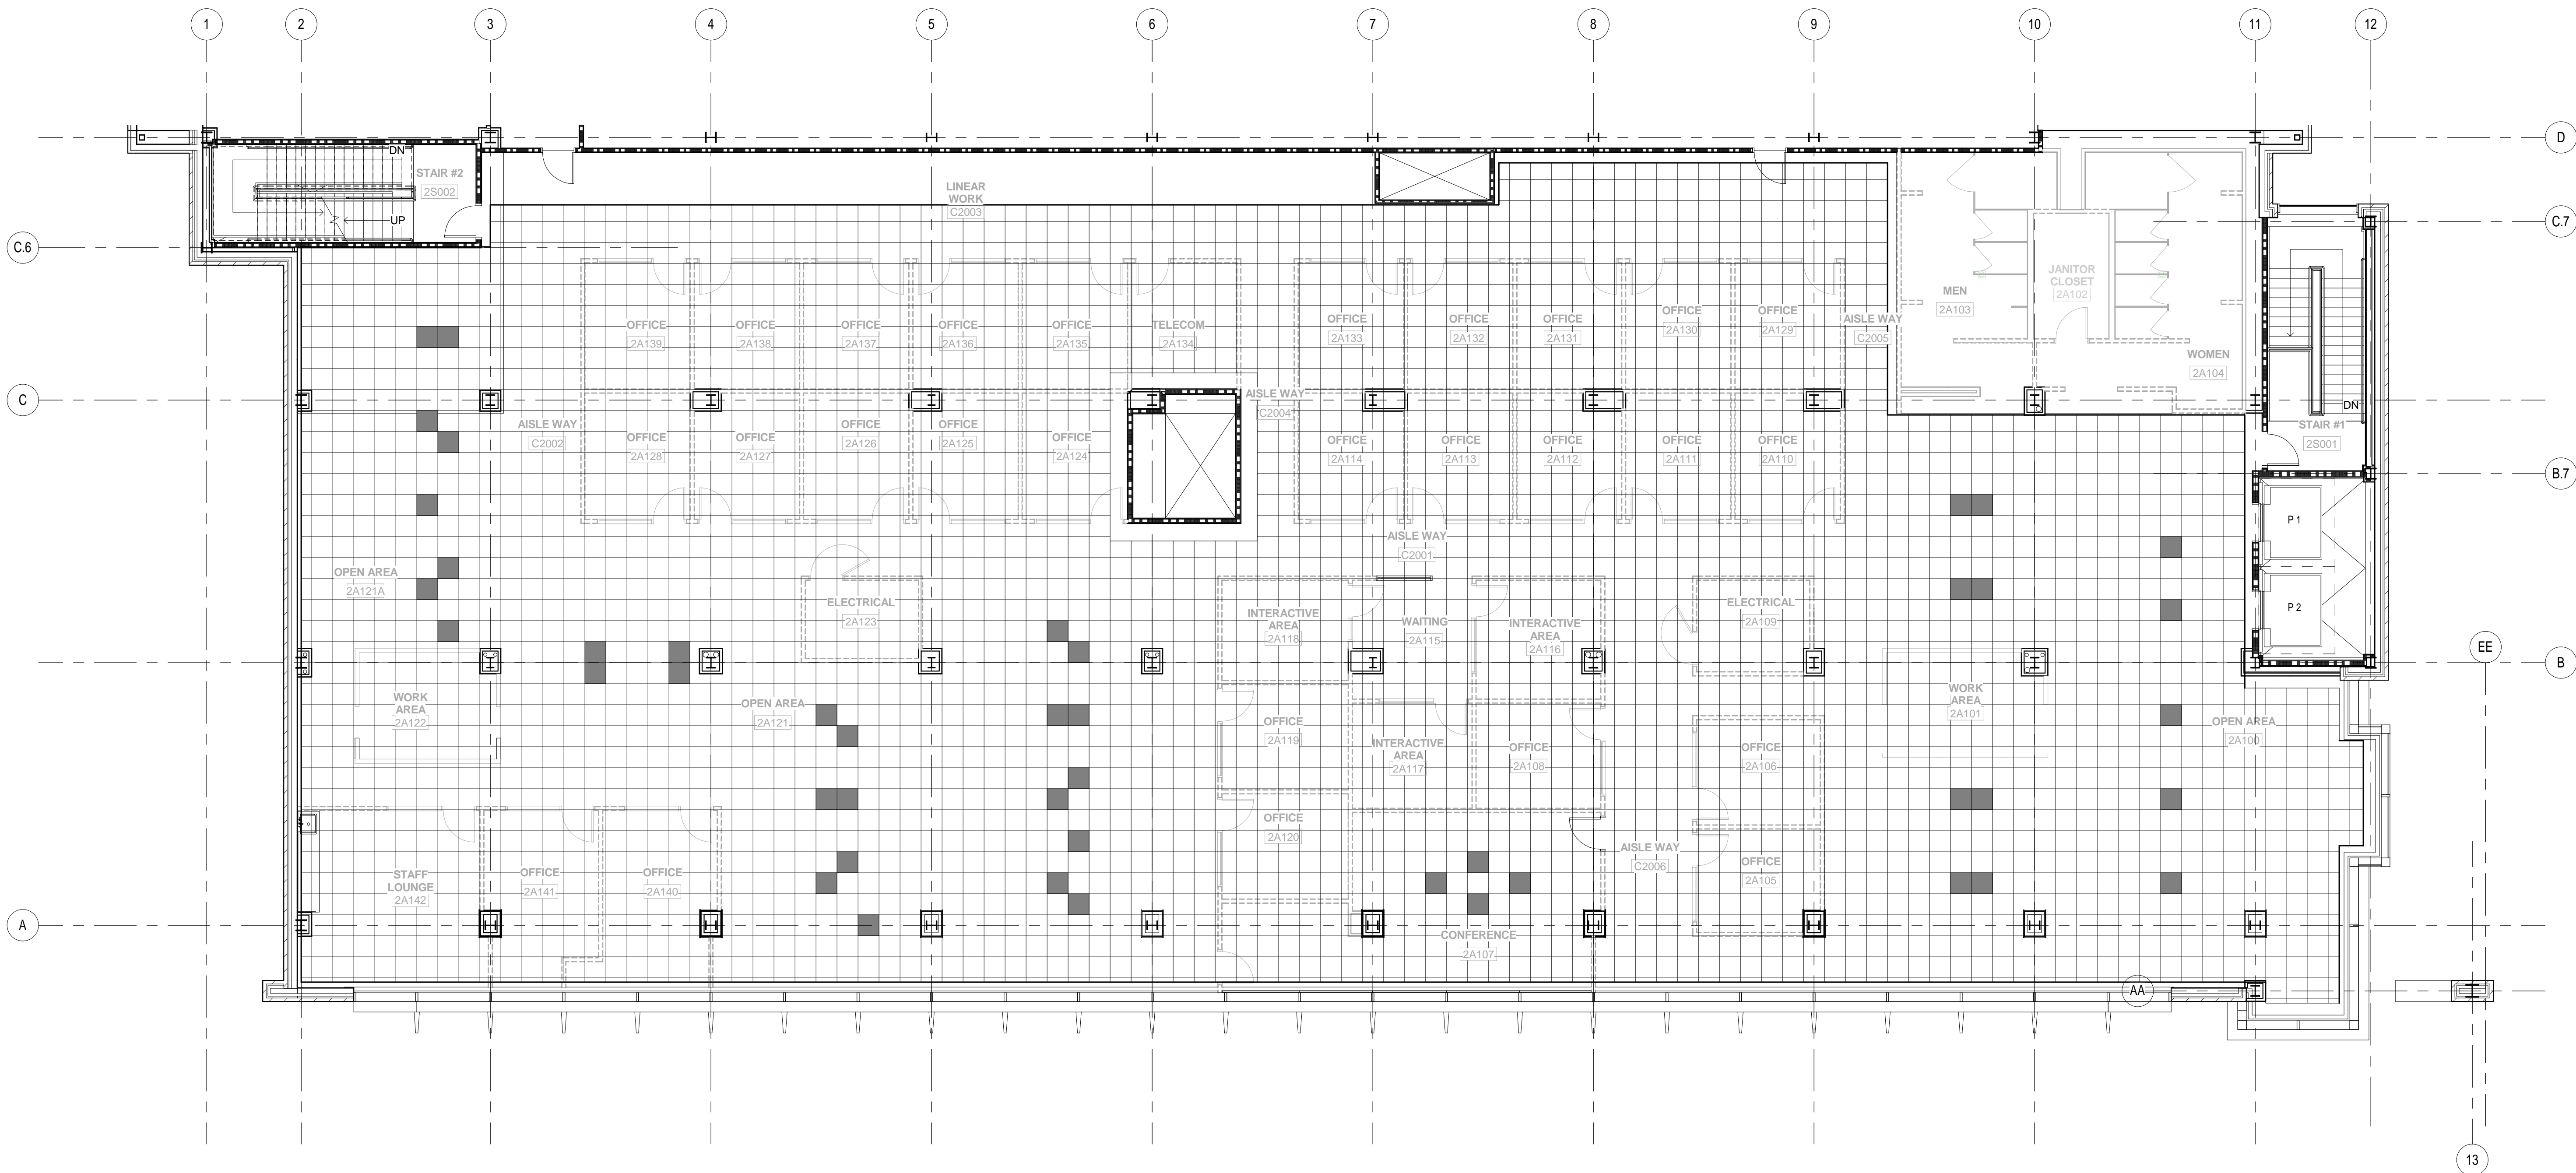 1
2
3
4
5
6
7
8
9
10
11
12
D
C.7
C.6
C
B.7
B
EE
A
AA
13
DN
UP
STAIR #2
2S002
LINEAR
WORK
C2003
OFFICE
2A139
OFFICE
2A138
OFFICE
2A137
OFFICE
2A136
OFFICE
2A135
TELECOM
2A134
OFFICE
2A133
OFFICE
2A132
OFFICE
2A131
OFFICE
2A130
OFFICE
2A129
AISLE WAY
C2005
MEN
2A103
JANITOR
CLOSET
2A102
WOMEN
2A104
AISLE WAY
C2004
DN
STAIR #1
2S001
AISLE WAY
C2002
OFFICE
2A128
OFFICE
2A127
OFFICE
2A126
OFFICE
2A125
OFFICE
2A124
OFFICE
2A114
OFFICE
2A113
OFFICE
2A112
OFFICE
2A111
OFFICE
2A110
P 1
P 2
AISLE WAY
C2001
OPEN AREA
2A121A
ELECTRICAL
2A123
INTERACTIVE
AREA
2A118
WAITING
2A115
INTERACTIVE
AREA
2A116
ELECTRICAL
2A109
WORK
AREA
2A122
OPEN AREA
2A121
OFFICE
2A119
INTERACTIVE
AREA
2A117
OFFICE
2A108
OFFICE
2A106
WORK
AREA
2A101
OPEN AREA
2A100
OFFICE
2A120
AISLE WAY
C2006
OFFICE
2A105
STAFF
LOUNGE
2A142
OFFICE
2A141
OFFICE
2A140
CONFERENCE
2A107